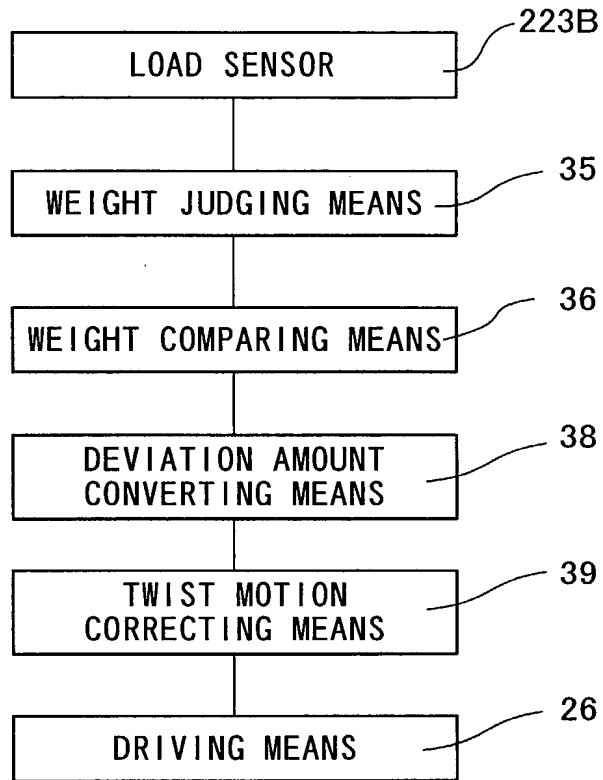 223B
LOAD SENSOR
35
WEIGHT JUDGING MEANS
36
WEIGHT COMPARING MEANS
38
DEVIATION AMOUNT
CONVERTING MEANS
39
TWIST MOTION
CORRECTING MEANS
26
DRIVING MEANS